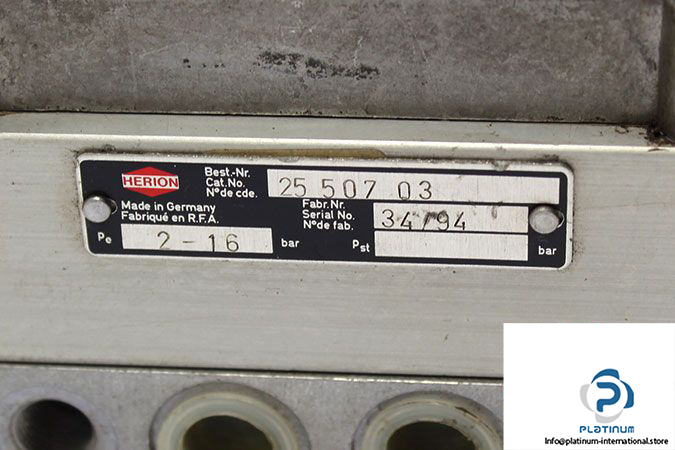 HERION
Best.-Nr.
Cat.No.
N° de cde.
25 507 03
Made in Germany
Fabriqué en R.F.A.
Fabr.Nr.
Serial No.
N° de fab.
34/94
Pe 2-16 bar
Pst bar
PLATINUM
Info@platinum-international.store